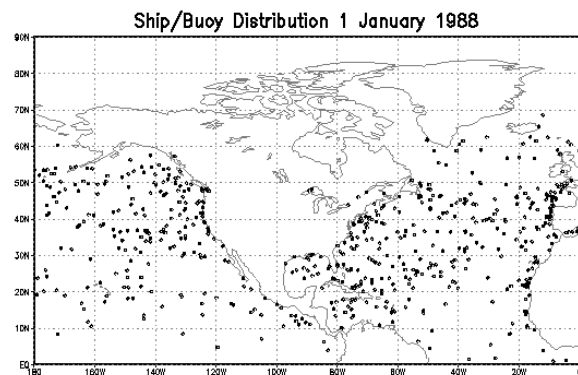 Ship/Buoy Distribution 1 January 1988
90N
80N
70N
60N
50N
40N
30N
20N
10N
EQ
180 160W 140W 120W 100W 80W 60W 40W 20W 0